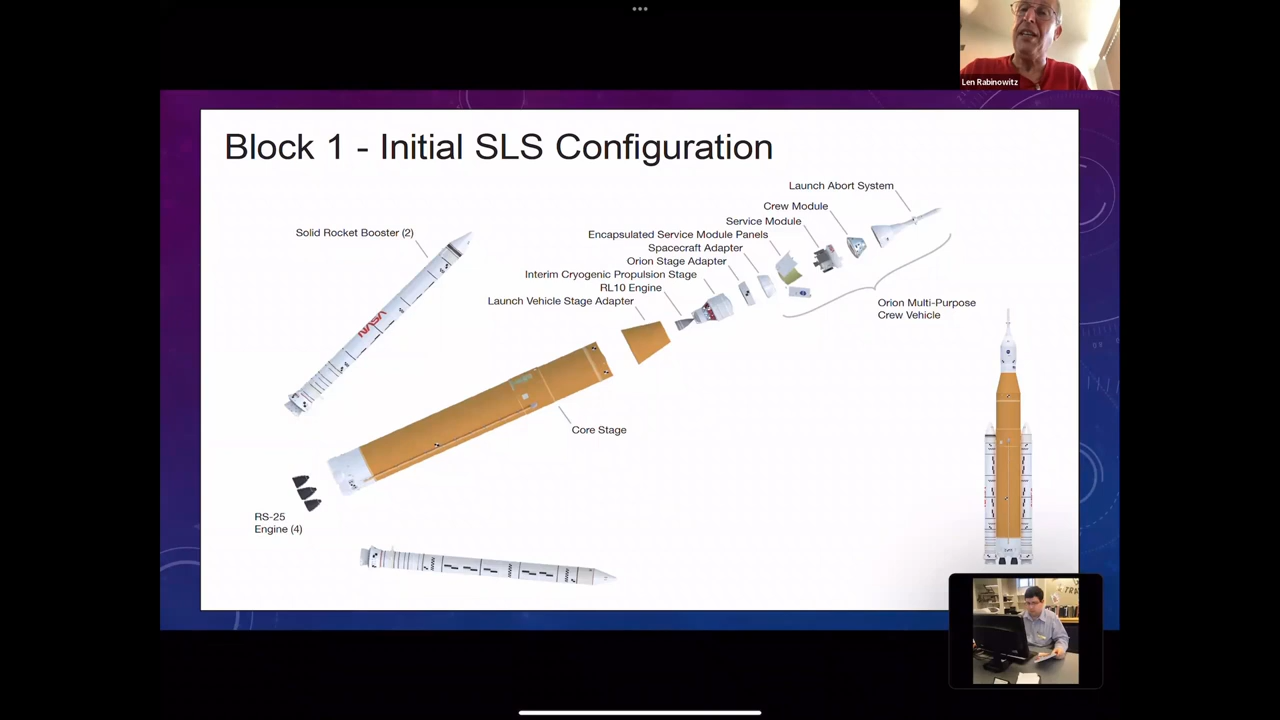 Len Rabinowitz
Block 1 - Initial SLS Configuration
Launch Abort System
Crew Module
Service Module
Encapsulated Service Module Panels
Spacecraft Adapter
Orion Stage Adapter
Interim Cryogenic Propulsion Stage
RL10 Engine
Launch Vehicle Stage Adapter
Solid Rocket Booster (2)
Orion Multi-Purpose
Crew Vehicle
NASA
Core Stage
RS-25
Engine (4)